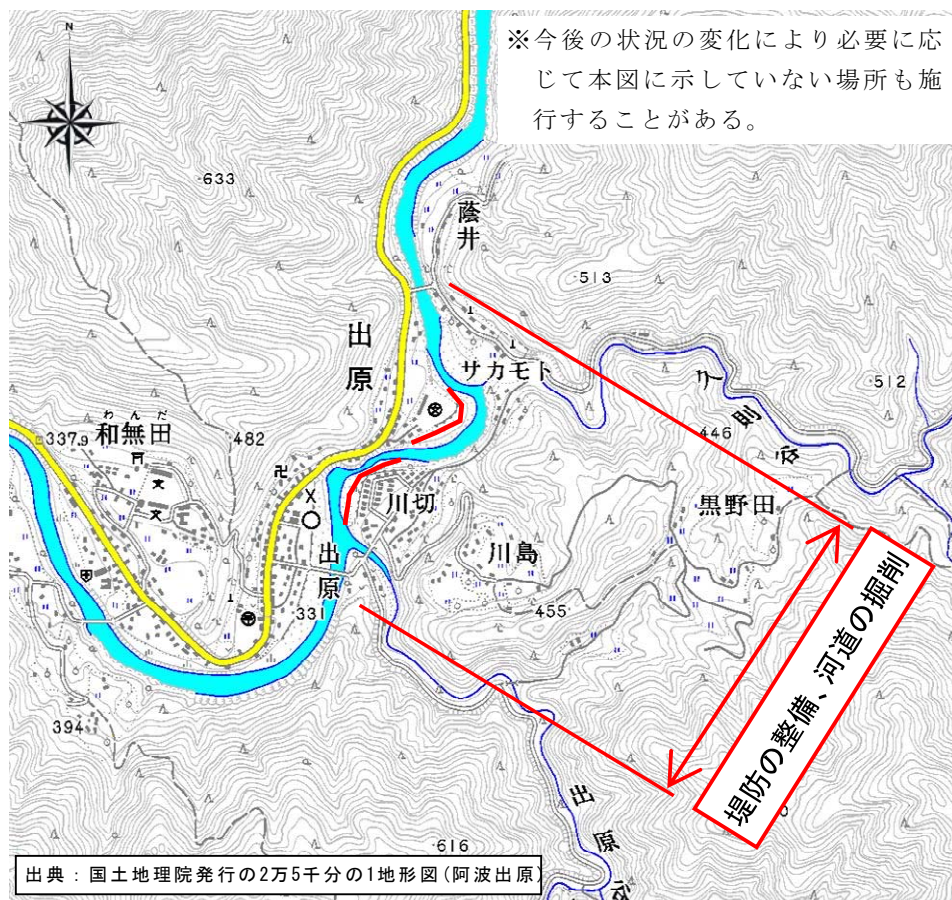 ※今後の状況の変化により必要に応
じて本図に示していない場所も施
行することがある。
N
633
蔭井
513
出原
サカモト
久則谷
512
わんだ
和無田
337.9
482
446
川切
黒野田
川島
出原
331
455
394
堤防の整備、河道の掘削
出原谷
616
出典:国土地理院発行の2万5千分の1地形図(阿波出原)